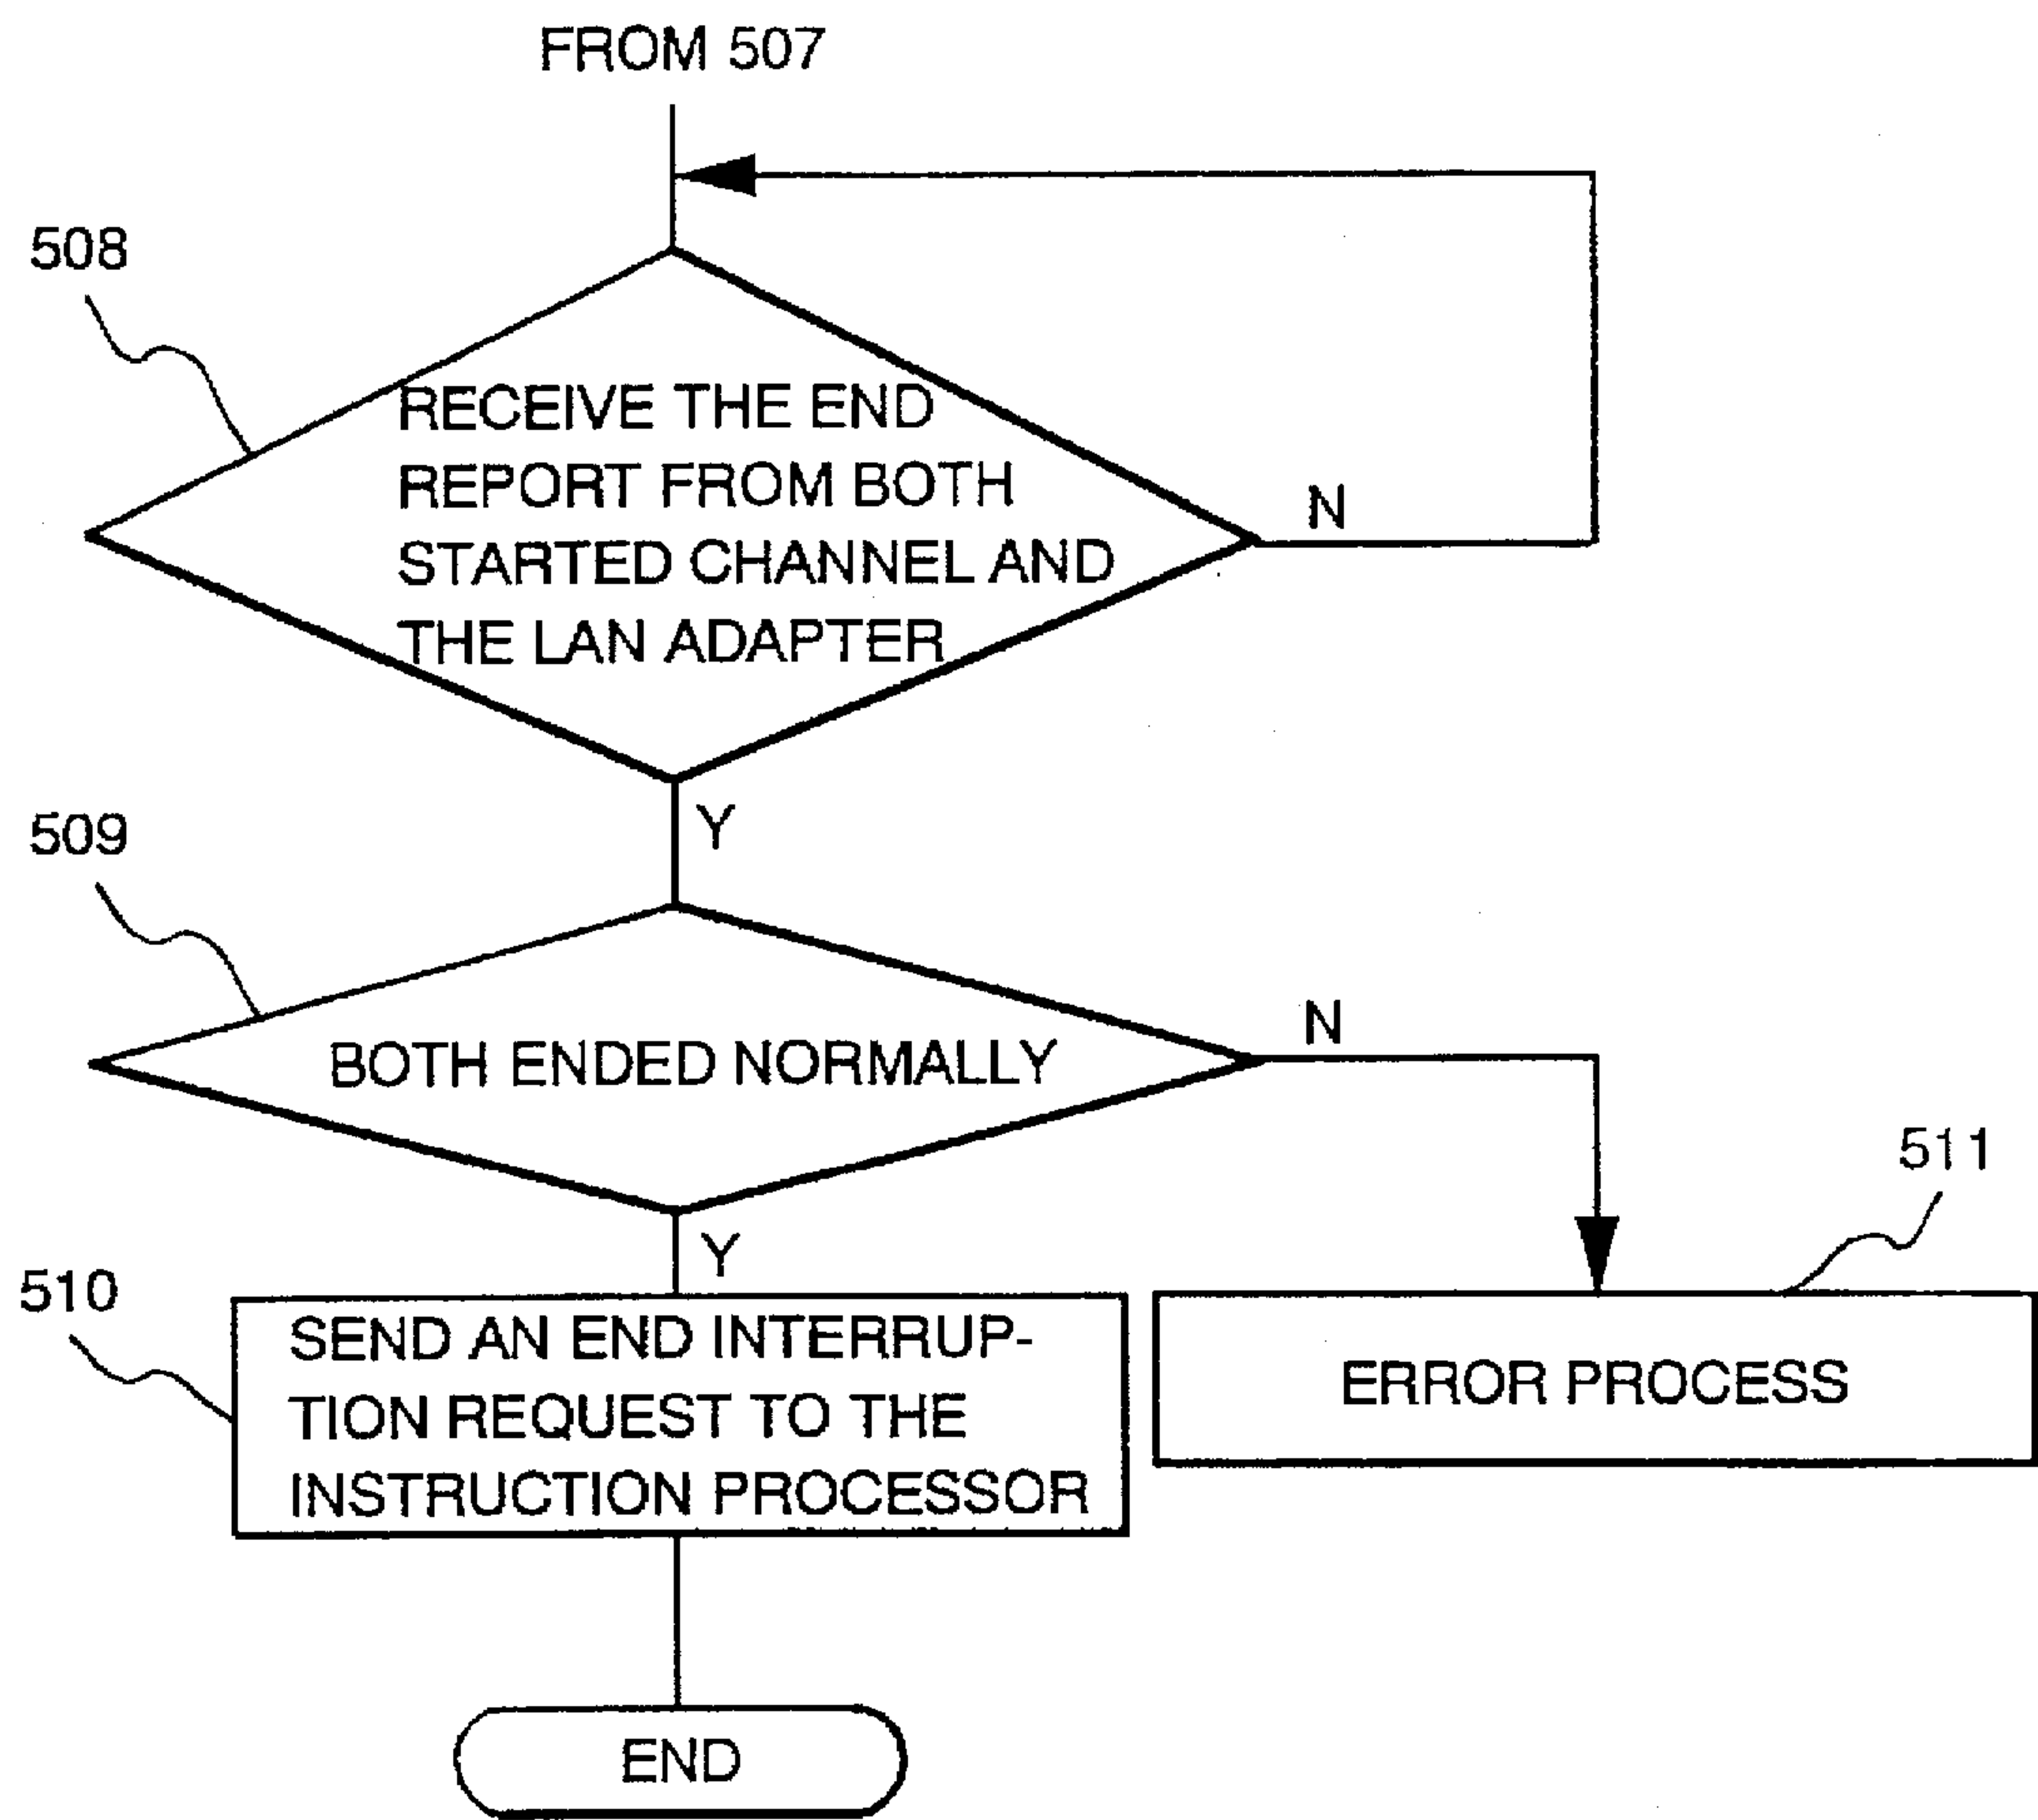 FROM 507
508
RECEIVE THE END
REPORT FROM BOTH
STARTED CHANNEL AND
THE LAN ADAPTER
N
Y
509
BOTH ENDED NORMALLY
N
Y
510
SEND AN END INTERRUP-
TION REQUEST TO THE
INSTRUCTION PROCESSOR
511
ERROR PROCESS
END